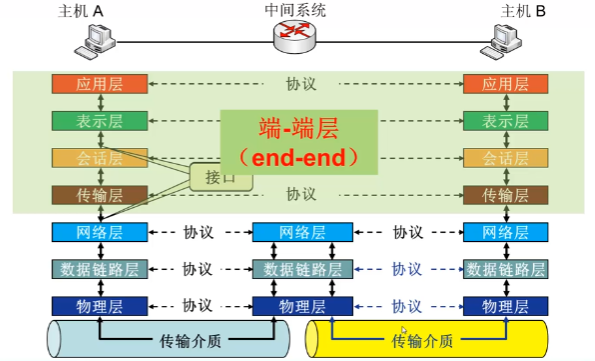 主机 A
中间系统
主机 B
应用层
协议
应用层
表示层
表示层
端-端层
（end-end）
会话层
会话层
接口
传输层
协议
传输层
网络层
协议
网络层
协议
网络层
数据链路层
协议
数据链路层
协议
数据链路层
物理层
协议
物理层
协议
物理层
传输介质
传输介质